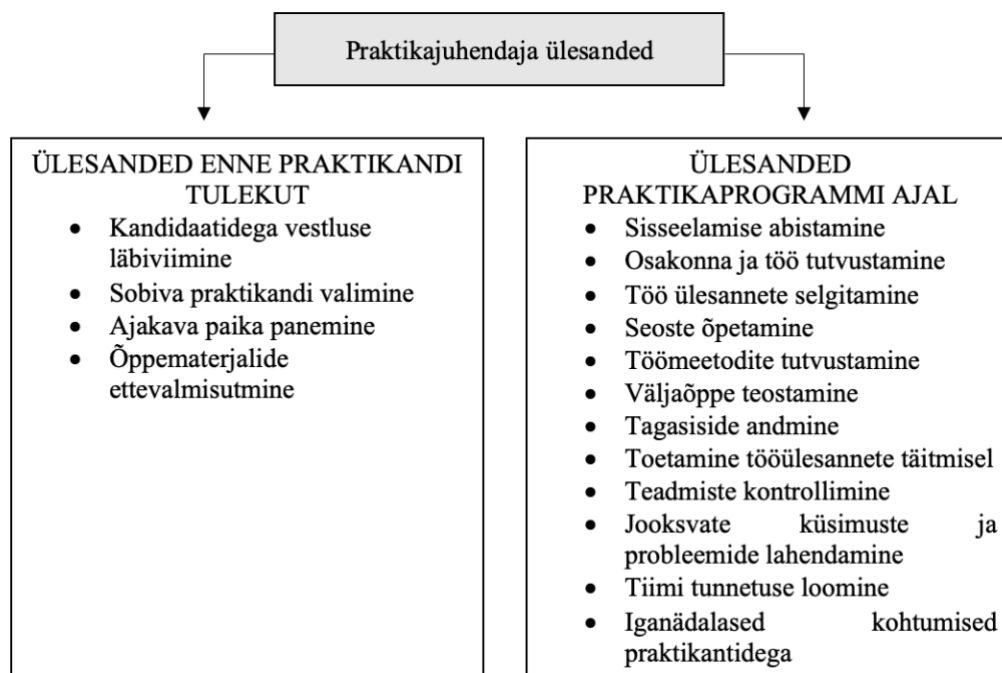 Praktikajuhendaja ülesanded
ÜLESANDED ENNE PRAKTIKANDI
TULEKUT
• Kandidaatidega vestluse
läbiviimine
• Sobiva praktikandi valimine
• Ajakava paika panemine
• Õppematerjalide
ettevalmisutmine
ÜLESANDED
PRAKTIKAPROGRAMMI AJAL
• Sisseelamise abistamine
• Osakonna ja töö tutvustamine
• Töö ülesannete selgitamine
• Seoste õpetamine
• Töömeetodite tutvustamine
• Väljaõppe teostamine
• Tagasiside andmine
• Toetamine tööülesannete täitmisel
• Teadmiste kontrollimine
• Jooksvate küsimuste ja
probleemide lahendamine
• Tiimi tunnetuse loomine
• Iganädalased kohtumised
praktikantidega